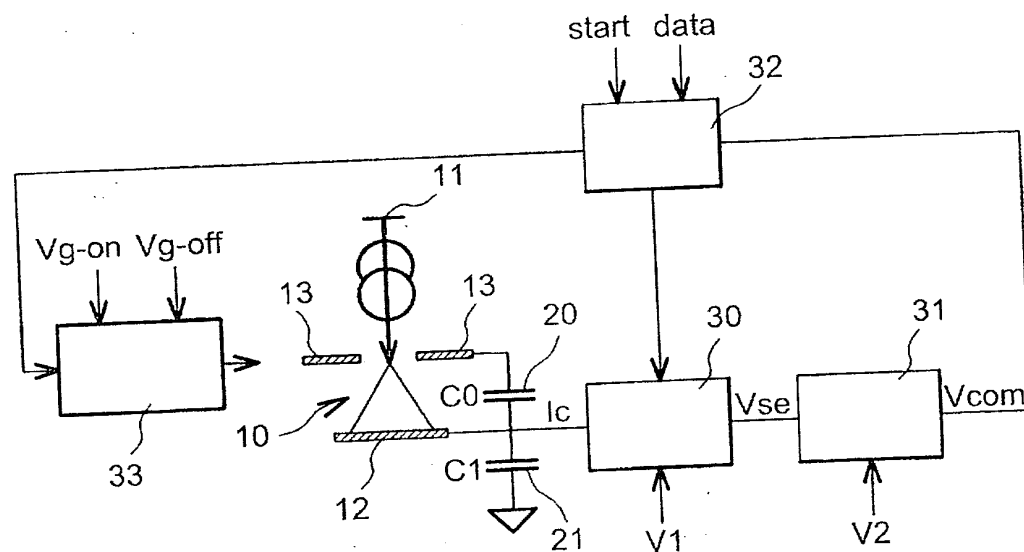 start data
32
11
Vg-on Vg-off
13
13
20
30
31
C0
Ic
Vse
Vcom
10
33
C1
12
21
V1
V2